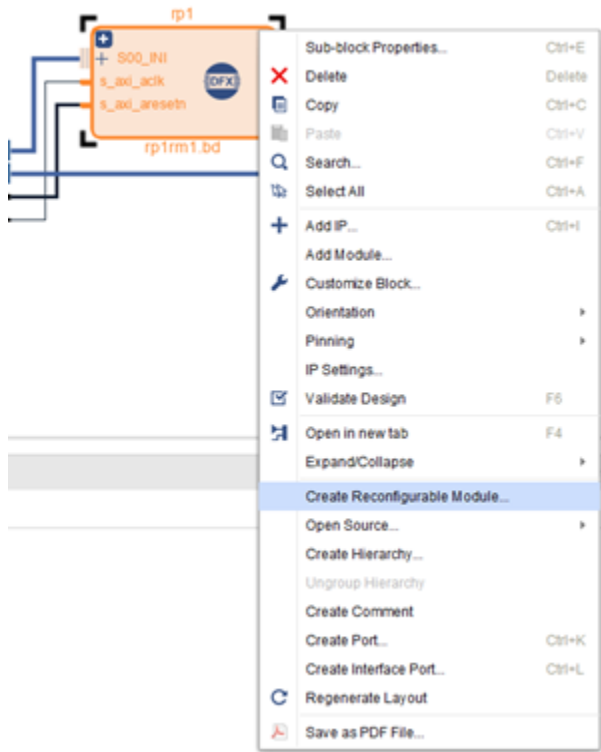 rp1
S00_INI
s_axi_aclk
s_axi_aresetn
DFX
rp1rm1.bd
Sub-block Properties... Ctrl+E
Delete Delete
Copy Ctrl+C
Paste Ctrl+V
Search... Ctrl+F
Select All Ctrl+A
Add IP... Ctrl+I
Add Module...
Customize Block...
Orientation
Pinning
IP Settings...
Validate Design F6
Open in new tab F4
Expand/Collapse
Create Reconfigurable Module...
Open Source...
Create Hierarchy...
Ungroup Hierarchy
Create Comment
Create Port... Ctrl+K
Create Interface Port... Ctrl+L
Regenerate Layout
Save as PDF File...